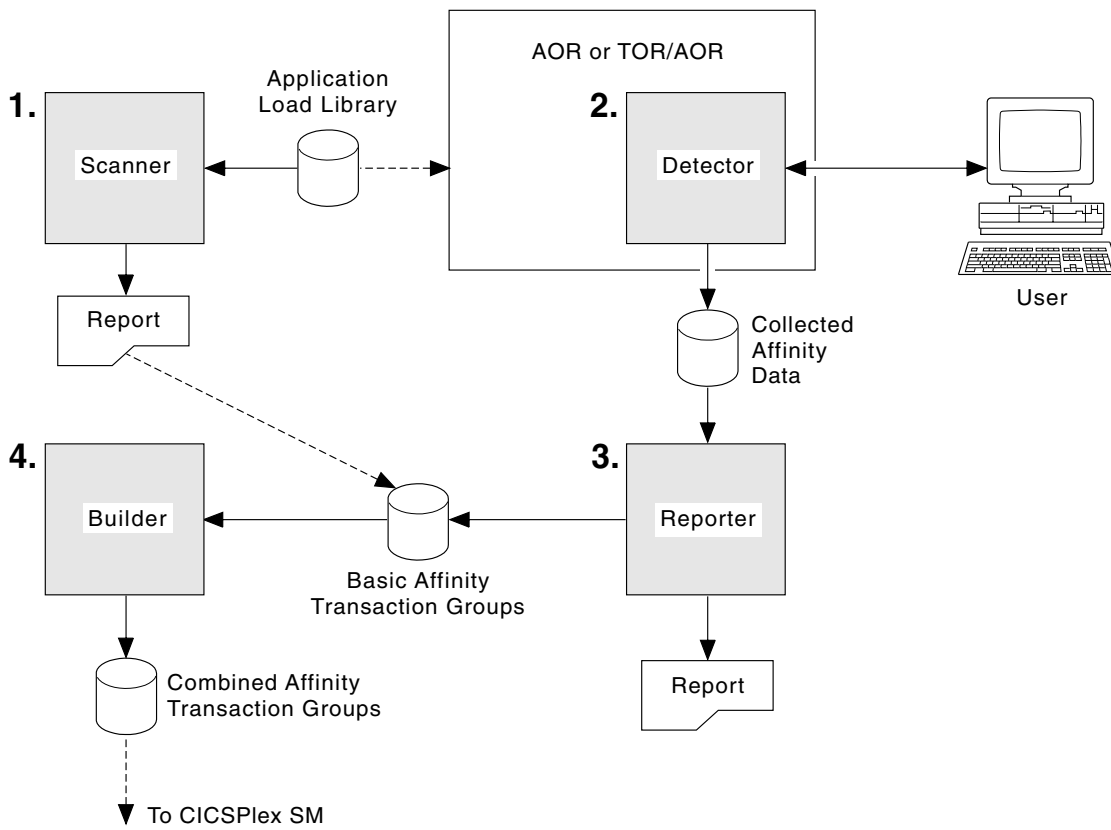 AOR or TOR/AOR
Application
Load Library
1.
Scanner
2.
Detector
User
Report
Collected
Affinity
Data
4.
Builder
3.
Reporter
Basic Affinity
Transaction Groups
Combined Affinity
Transaction Groups
Report
To CICSPlex SM